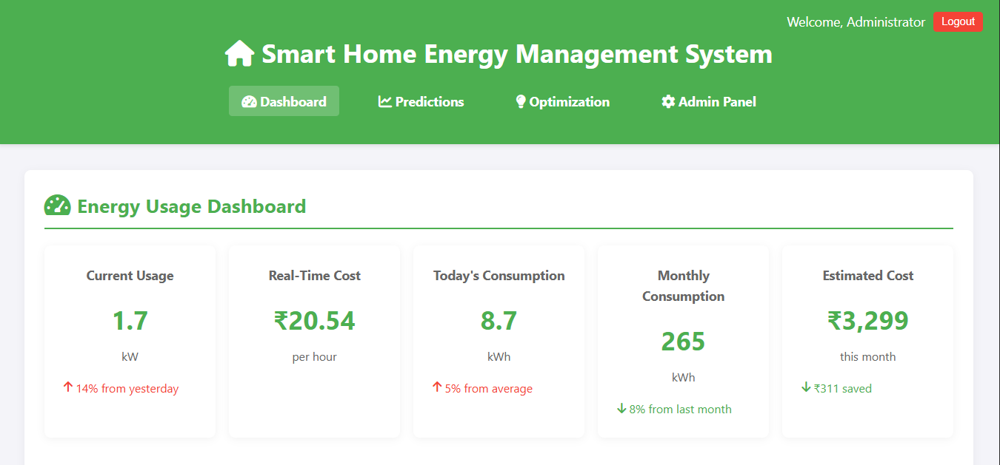 Welcome, Administrator Logout
Smart Home Energy Management System
Dashboard Predictions Optimization Admin Panel
Energy Usage Dashboard
Current Usage
1.7
kW
14% from yesterday
Real-Time Cost
₹20.54
per hour
Today's Consumption
8.7
kWh
5% from average
Monthly
Consumption
265
kWh
8% from last month
Estimated Cost
₹3,299
this month
₹311 saved